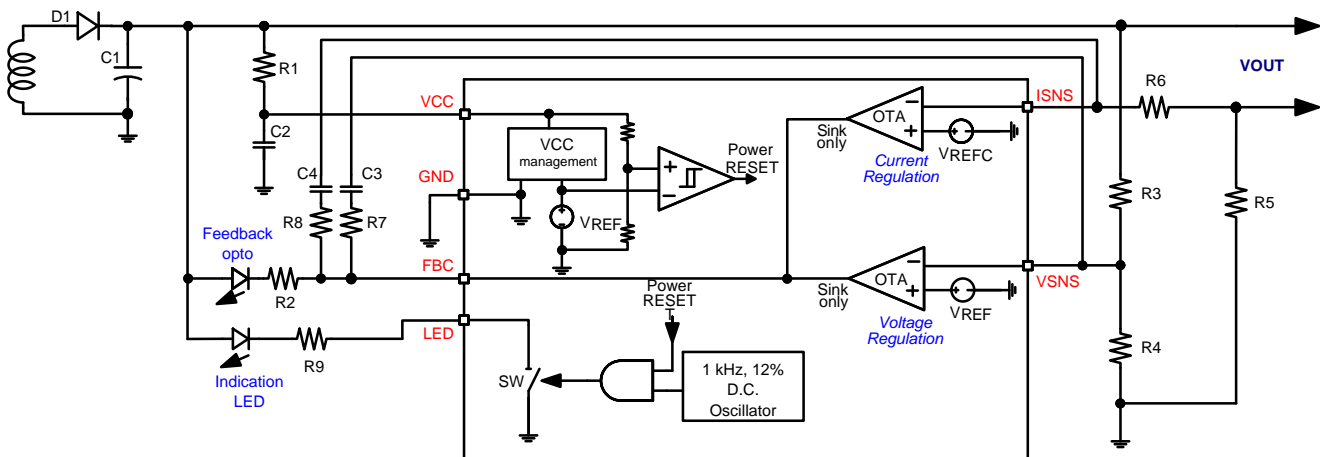 D1
C1
R1
C2
C4
C3
R8
R7
VCC
GND
Feedback
opto
R2
FBC
LED
R9
Indication
LED
VCC
management
VREF
Power
RESET
Sink
only
OTA
Current
Regulation
VREFC
ISNS
R6
VOUT
R3
R5
Sink
only
OTA
Voltage
Regulation
VREF
VSNS
R4
Power
RESET
SW
1 kHz, 12%
D.C.
Oscillator